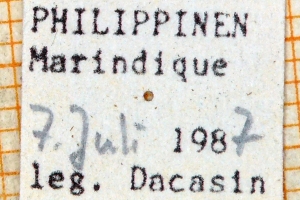 PHILIPPINEN
Marindique
7. Juli 1987
leg. Dacasin